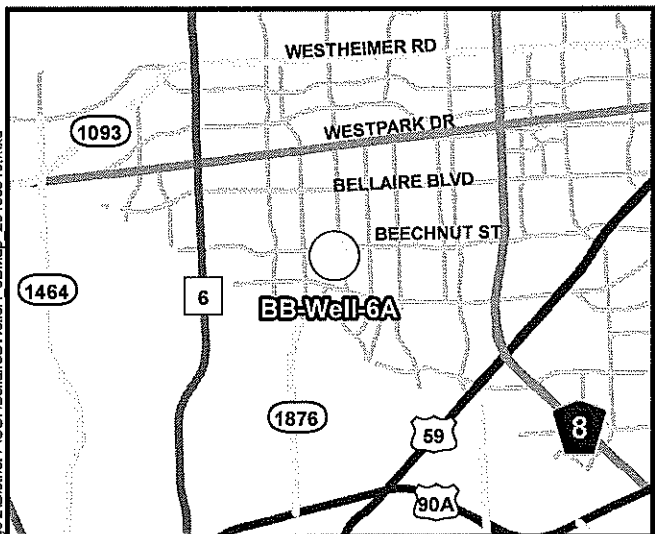 WESTHEIMER RD
1093
WESTPARK DR
BELLAIRE BLVD
BEECHNUT ST
1464
6
BB-Well-6A
1876
59
8
90A